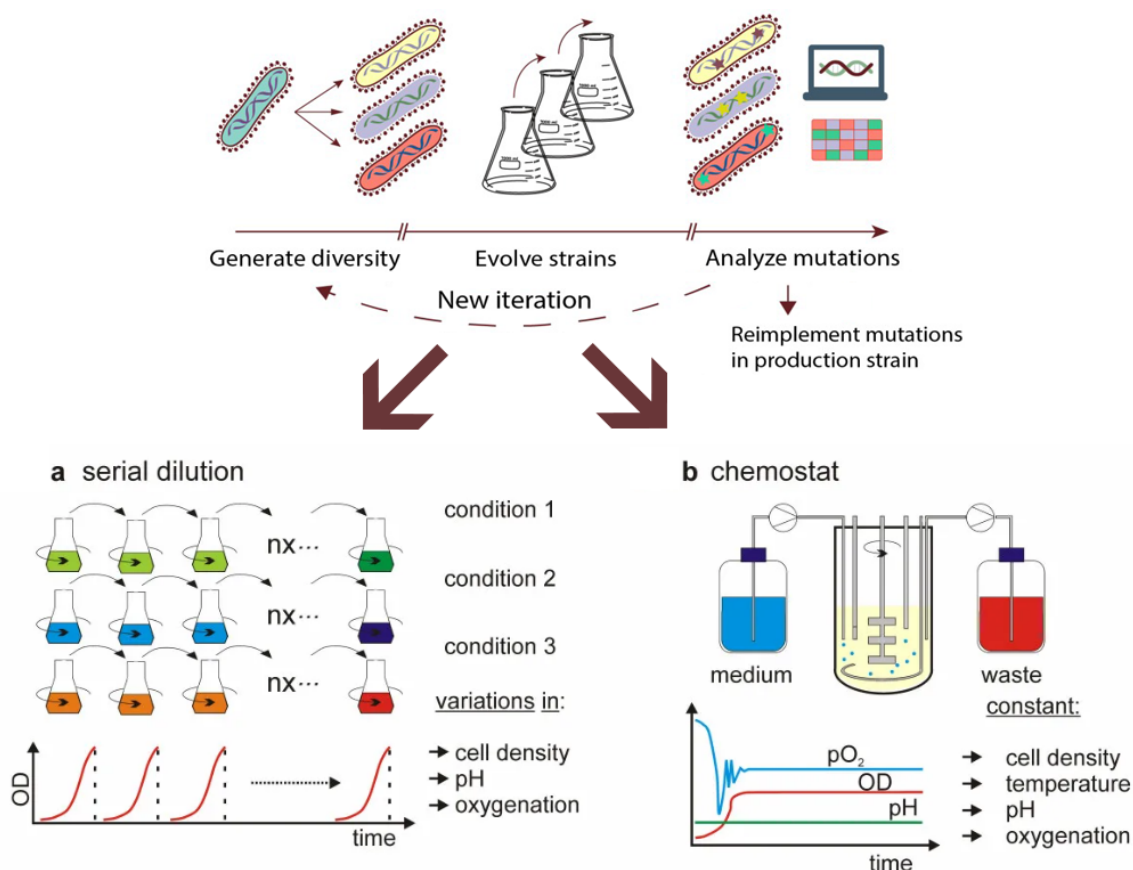 Generate diversity
Evolve strains
Analyze mutations
New iteration
Reimplement mutations
in production strain
a serial dilution
condition 1
nx...
condition 2
nx...
condition 3
nx...
variations in:
→ cell density
→ pH
→ oxygenation
OD
time
b chemostat
medium
waste
constant:
pO₂
OD
pH
→ cell density
→ temperature
→ pH
→ oxygenation
time